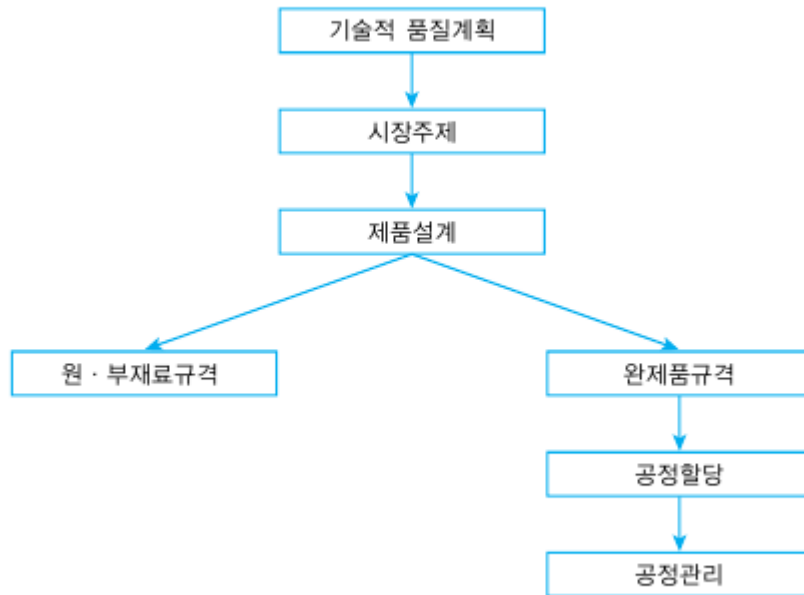 기술적 품질계획
시장주제
제품설계
원 · 부재료규격
완제품규격
공정할당
공정관리